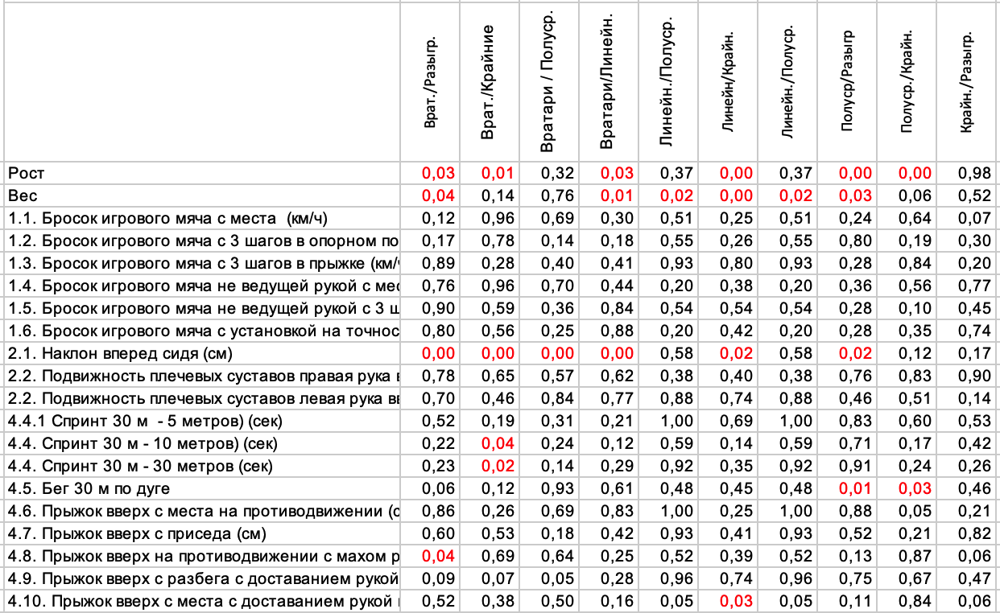 Врат./Разыгр. Врат./Крайние Вратари / Полуср. Вратари/Линейн. Линейн./Полуср. Линейн/Крайн. Линейн./Полуср. Полуср/Разыгр Полуср./Крайн. Крайн./Разыгр.
Рост 0,03 0,01 0,32 0,03 0,37 0,00 0,37 0,00 0,00 0,98
Вес 0,04 0,14 0,76 0,01 0,02 0,00 0,02 0,03 0,06 0,52
1.1. Бросок игрового мяча с места (км/ч) 0,12 0,96 0,69 0,30 0,51 0,25 0,51 0,24 0,64 0,07
1.2. Бросок игрового мяча с 3 шагов в опорном по 0,17 0,78 0,14 0,18 0,55 0,26 0,55 0,80 0,19 0,30
1.3. Бросок игрового мяча с 3 шагов в прыжке (км/ч 0,89 0,28 0,40 0,41 0,93 0,80 0,93 0,28 0,84 0,20
1.4. Бросок игрового мяча не ведущей рукой с мес 0,76 0,96 0,70 0,44 0,20 0,38 0,20 0,36 0,56 0,77
1.5. Бросок игрового мяча не ведущей рукой с 3 ш 0,90 0,59 0,36 0,84 0,54 0,54 0,54 0,28 0,10 0,45
1.6. Бросок игрового мяча с установкой на точнос 0,80 0,56 0,25 0,88 0,20 0,42 0,20 0,28 0,35 0,74
2.1. Наклон вперед сидя (см) 0,00 0,00 0,00 0,00 0,58 0,02 0,58 0,02 0,12 0,17
2.2. Подвижность плечевых суставов правая рука в 0,78 0,65 0,57 0,62 0,38 0,40 0,38 0,76 0,83 0,90
2.2. Подвижность плечевых суставов левая рука вв 0,70 0,46 0,84 0,77 0,88 0,74 0,88 0,46 0,51 0,14
4.4.1 Спринт 30 м - 5 метров) (сек) 0,52 0,19 0,31 0,21 1,00 0,69 1,00 0,83 0,60 0,53
4.4. Спринт 30 м - 10 метров) (сек) 0,22 0,04 0,24 0,12 0,59 0,14 0,59 0,71 0,17 0,42
4.4. Спринт 30 м - 30 метров (сек) 0,23 0,02 0,14 0,29 0,92 0,35 0,92 0,91 0,24 0,26
4.5. Бег 30 м по дуге 0,06 0,12 0,93 0,61 0,48 0,45 0,48 0,01 0,03 0,46
4.6. Прыжок вверх с места на противодвижении (с 0,86 0,26 0,69 0,83 1,00 0,25 1,00 0,88 0,05 0,21
4.7. Прыжок вверх с приседа (см) 0,60 0,53 0,18 0,42 0,93 0,41 0,93 0,52 0,21 0,82
4.8. Прыжок вверх на противодвижении с махом р 0,04 0,69 0,64 0,25 0,52 0,39 0,52 0,13 0,87 0,06
4.9. Прыжок вверх с разбега с доставанием рукой 0,09 0,07 0,05 0,28 0,96 0,74 0,96 0,75 0,67 0,47
4.10. Прыжок вверх с места с доставанием рукой 0,52 0,38 0,50 0,16 0,05 0,03 0,05 0,11 0,84 0,06